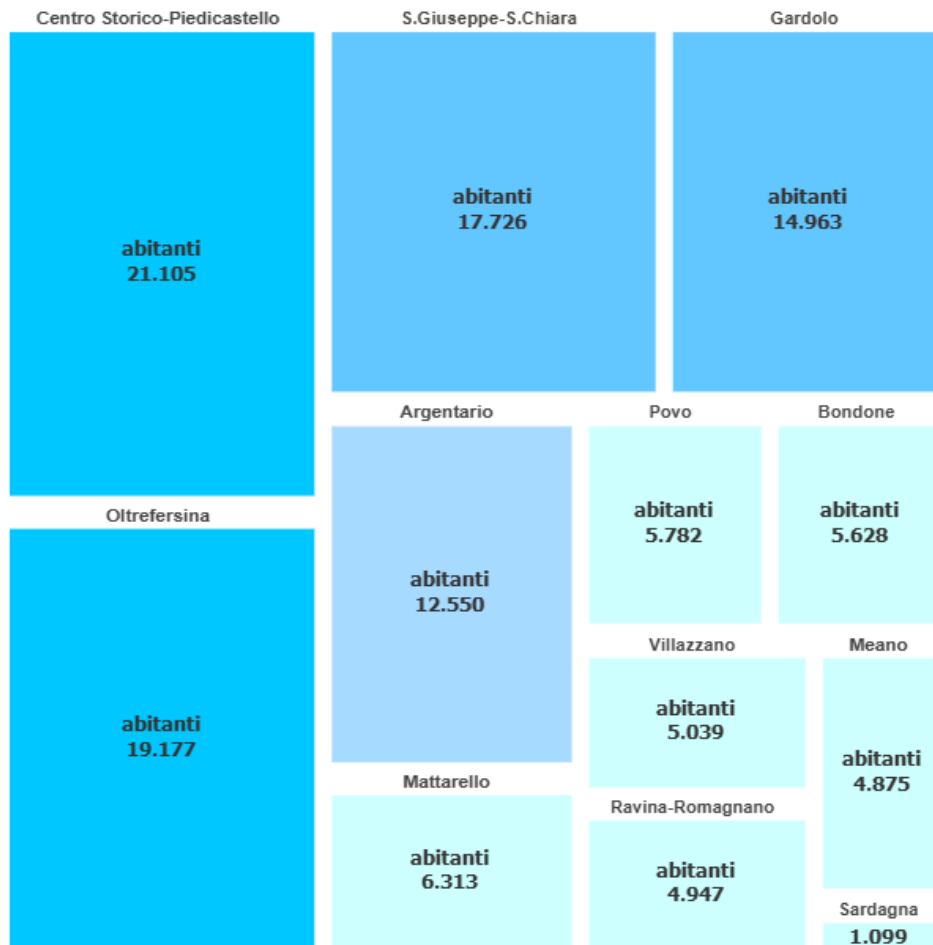 Centro Storico-Piedicastello
abitanti
21.105
S.Giuseppe-S.Chiara
abitanti
17.726
Gardolo
abitanti
14.963
Oltrefersina
abitanti
19.177
Argentario
abitanti
12.550
Povo
abitanti
5.782
Bondone
abitanti
5.628
Villazzano
abitanti
5.039
Meano
abitanti
4.875
Mattarello
abitanti
6.313
Ravina-Romagnano
abitanti
4.947
Sardagna
1.099